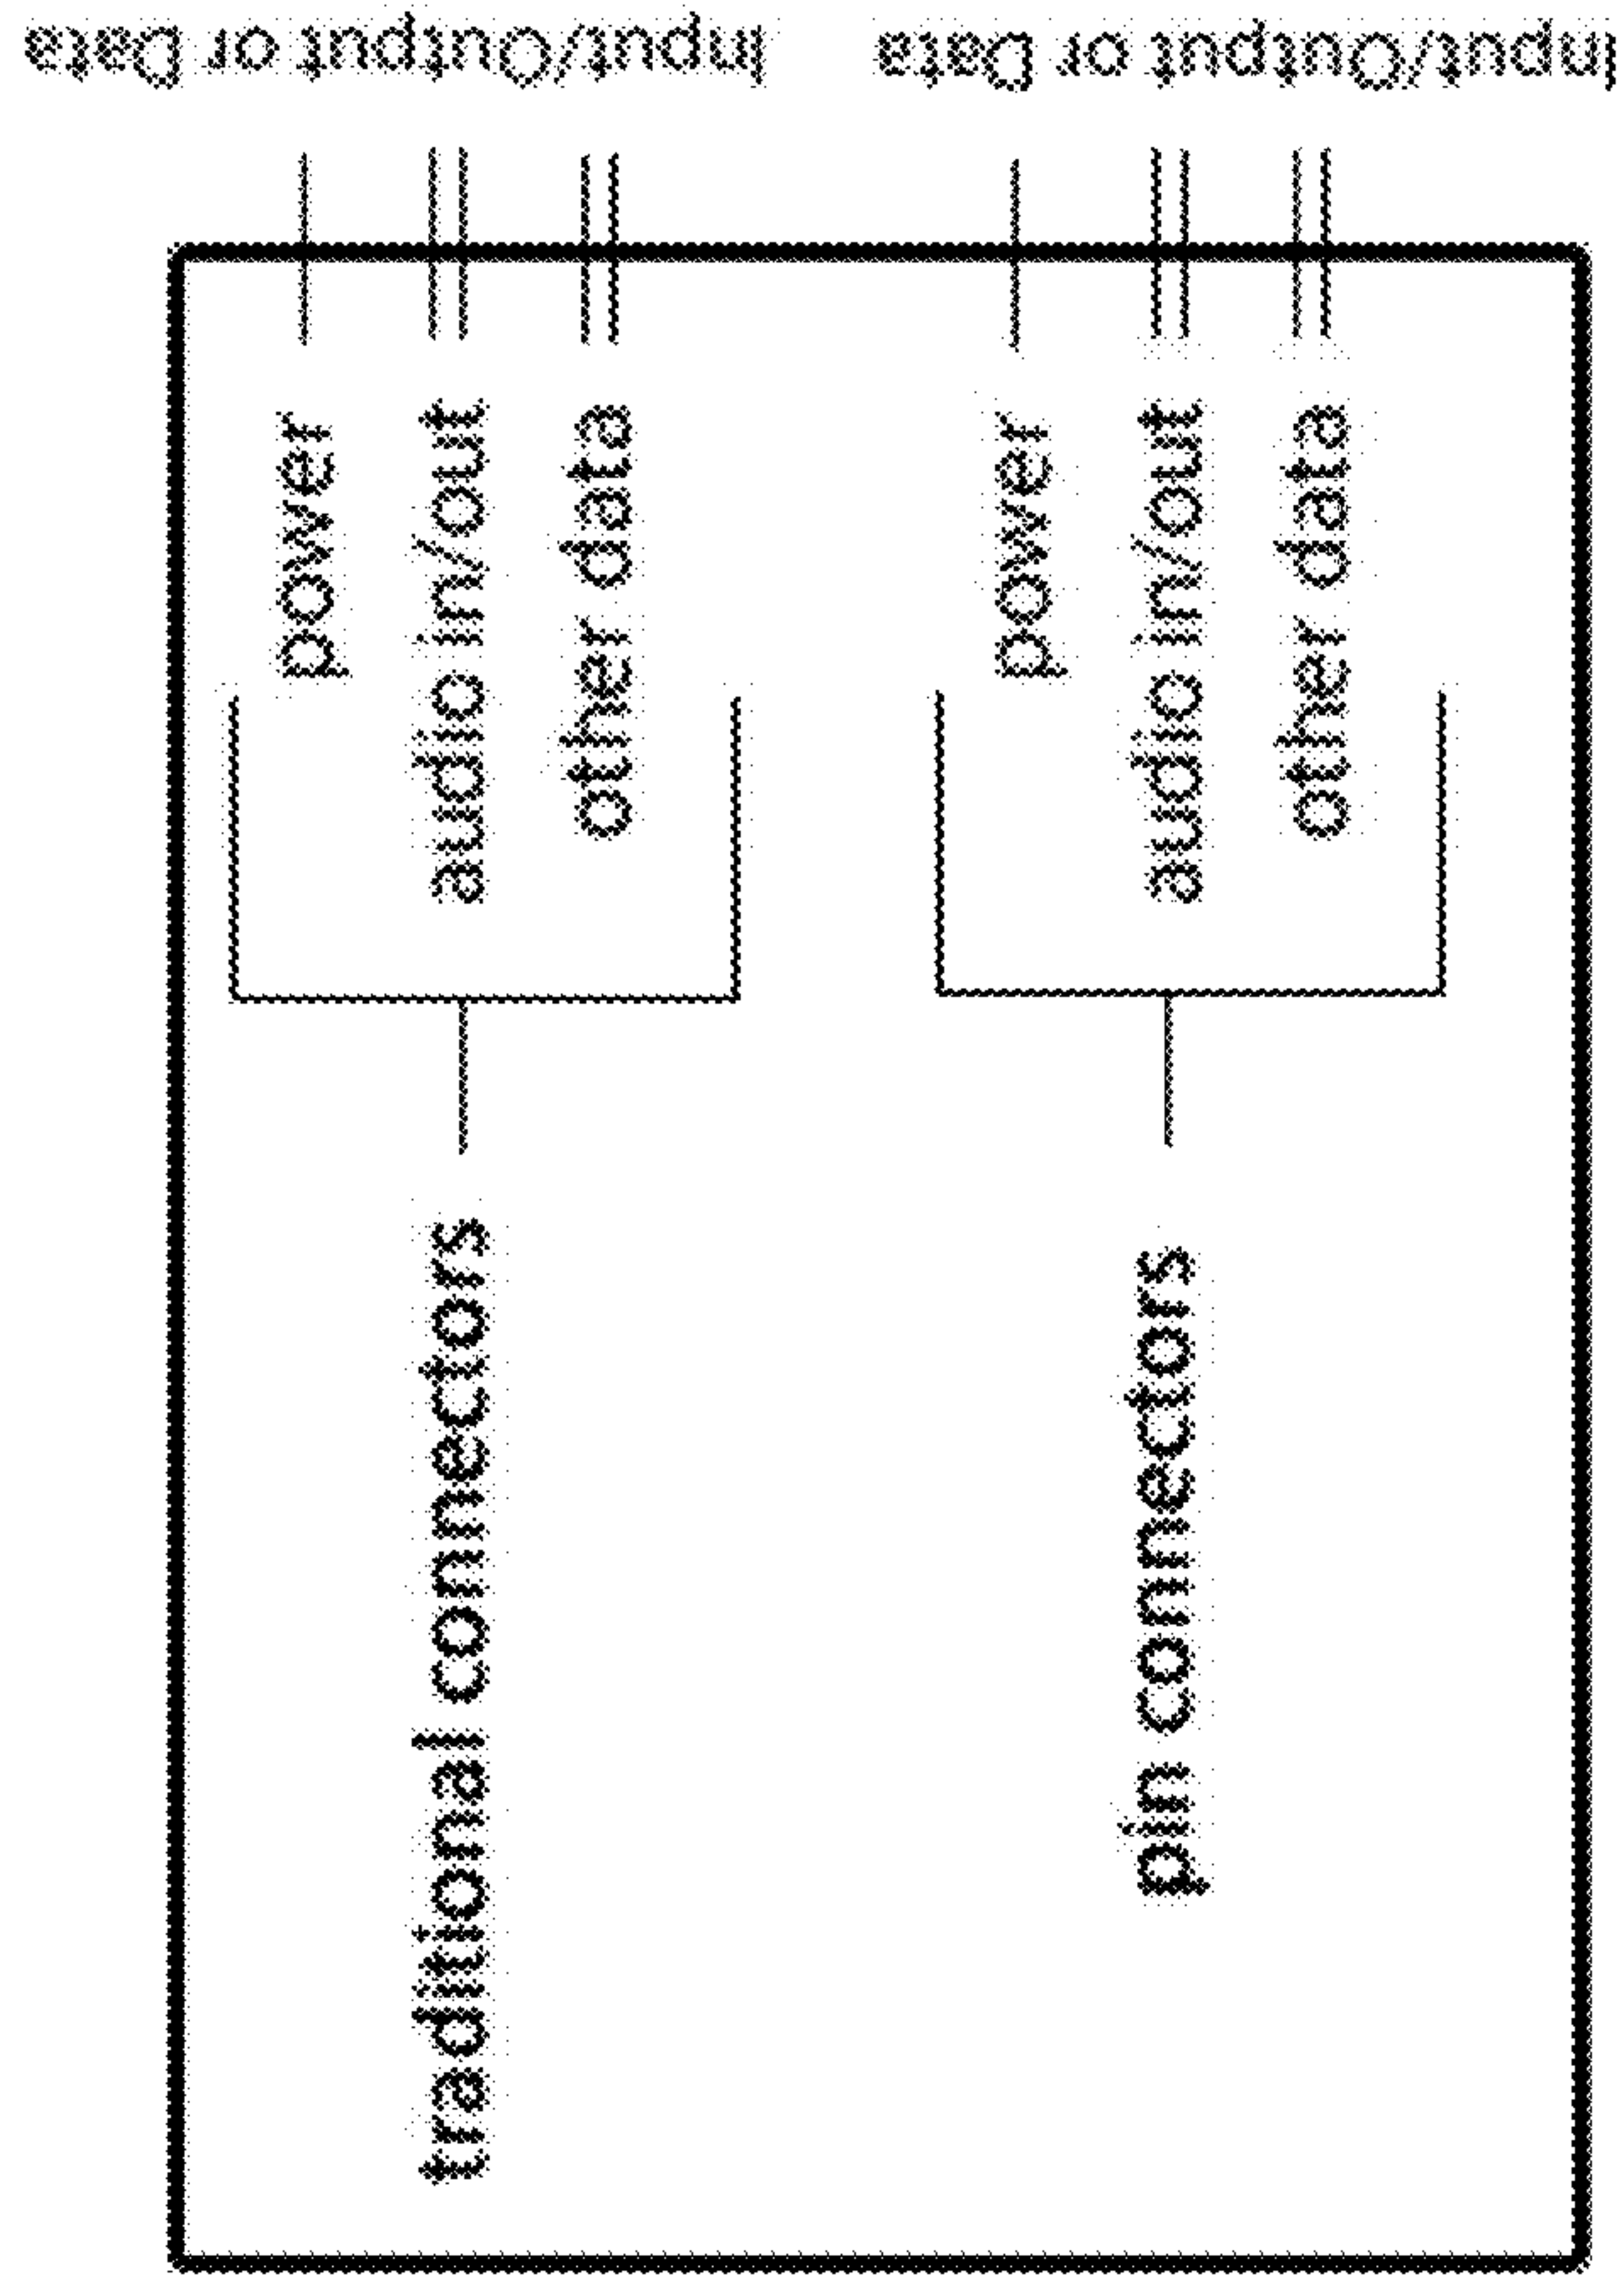 Input/Output or Data
power
audio in/out
other data
traditional connectors
Input/Output or Data
power
audio in/out
other data
pin connectors